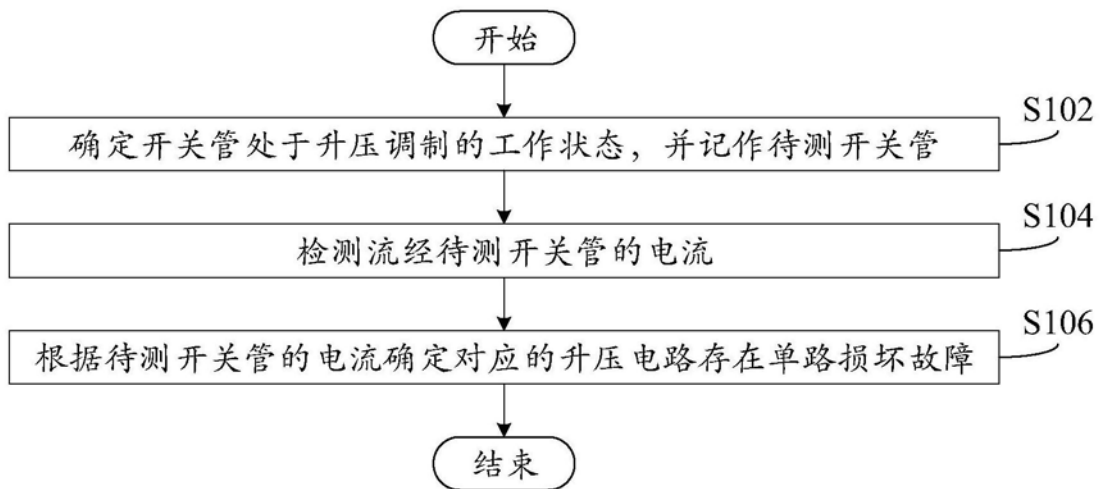 开始
S102
确定开关管处于升压调制的工作状态，并记作待测开关管
S104
检测流经待测开关管的电流
S106
根据待测开关管的电流确定对应的升压电路存在单路损坏故障
结束